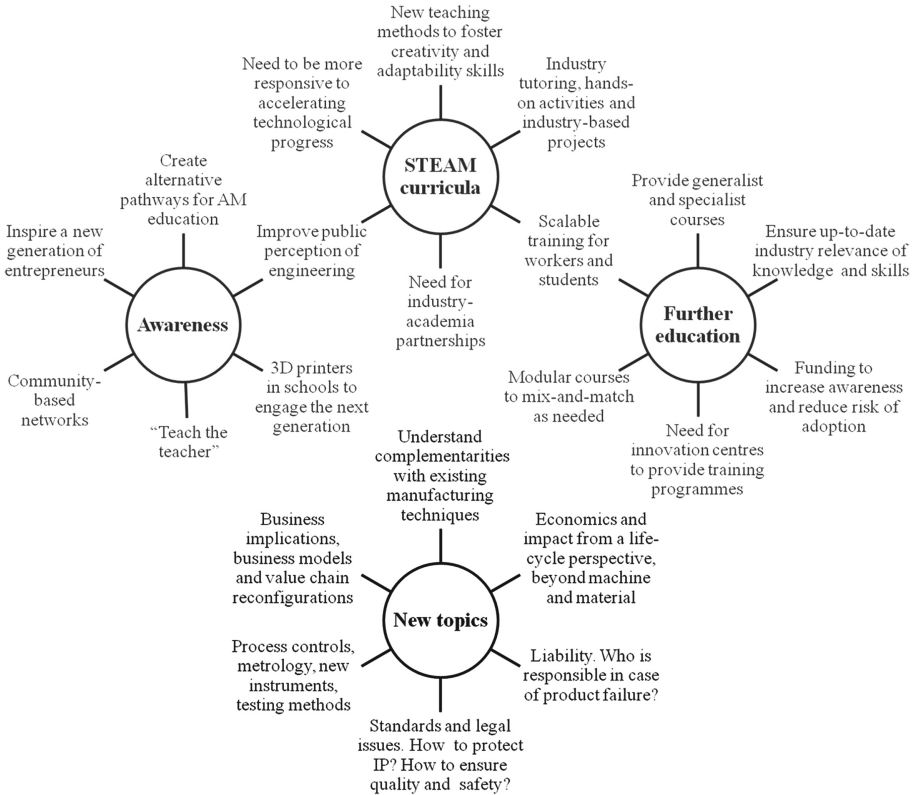 New teaching
methods to foster
creativity and
adaptability skills
Need to be more
responsive to
accelerating
technological
progress
Industry
tutoring, hands-
on activities and
industry-based
projects
STEAM
curricula
Improve public
perception of
engineering
Scalable
training for
workers and
students
Need for
industry-
academia
partnerships
Create
alternative
pathways for AM
education
Inspire a new
generation of
entrepreneurs
Awareness
Community-
based
networks
"Teach the
teacher"
3D printers
in schools to
engage the next
generation
Provide generalist
and specialist
courses
Ensure up-to-date
industry relevance of
knowledge and skills
Further
education
Modular courses
to mix-and-match
as needed
Need for
innovation centres
to provide training
programmes
Funding to
increase awareness
and reduce risk of
adoption
Understand
complementarities
with existing
manufacturing
techniques
Business
implications,
business models
and value chain
reconfigurations
Economics and
impact from a life-
cycle perspective,
beyond machine
and material
New topics
Process controls,
metrology, new
instruments,
testing methods
Liability. Who is
responsible in case
of product failure?
Standards and legal
issues. How to protect
IP? How to ensure
quality and safety?